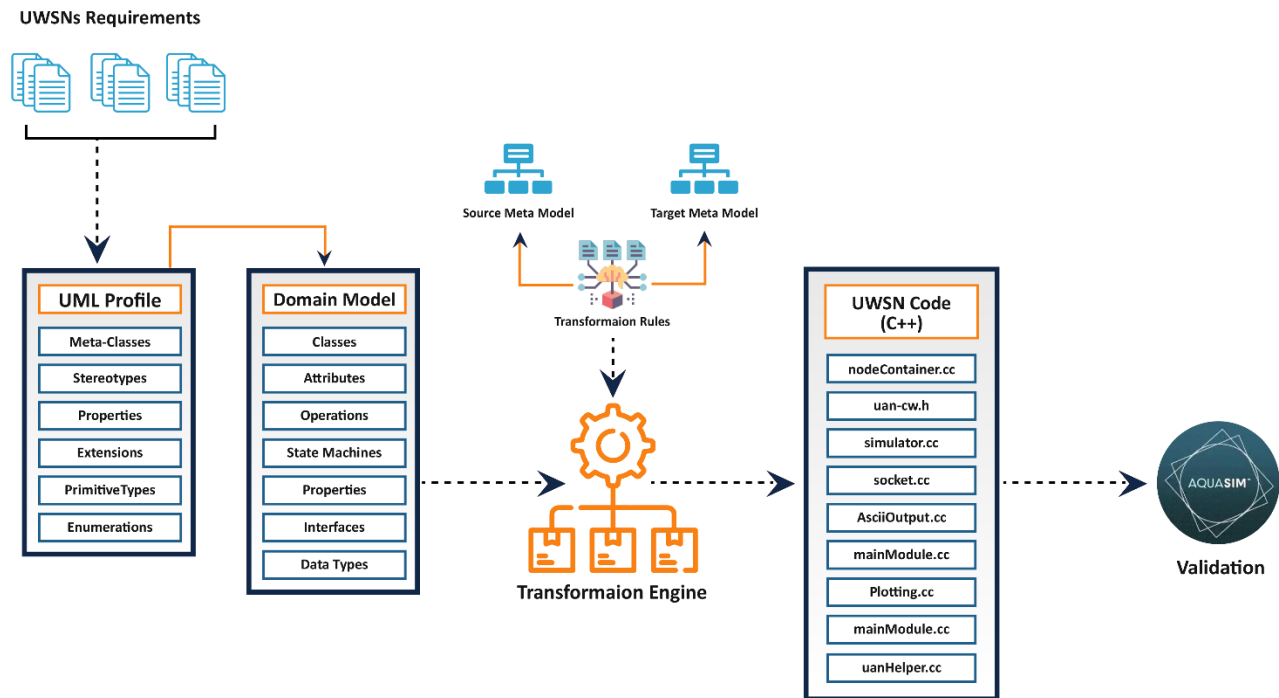 UWSNs Requirements
Source Meta Model
Target Meta Model
Transformaion Rules
UML Profile
Meta-Classes
Stereotypes
Properties
Extensions
PrimitiveTypes
Enumerations
Domain Model
Classes
Attributes
Operations
State Machines
Properties
Interfaces
Data Types
Transformaion Engine
UWSN Code
(C++)
nodeContainer.cc
uan-cw.h
simulator.cc
socket.cc
AsciiOutput.cc
mainModule.cc
Plotting.cc
mainModule.cc
uanHelper.cc
AQUASIM™
Validation